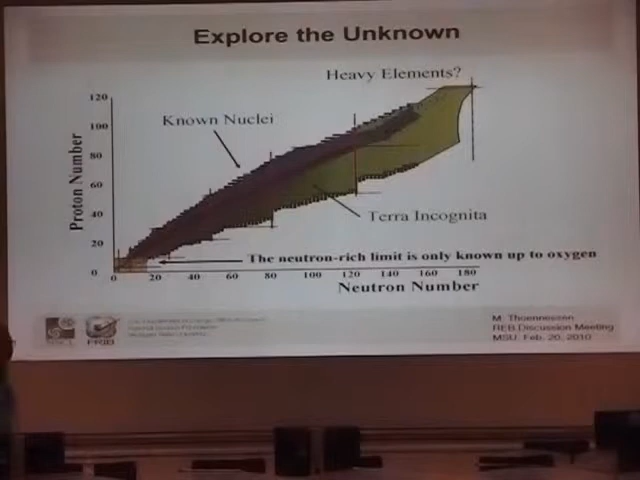 Explore the Unknown
Heavy Elements?
Known Nuclei
120
100
80
60
40
20
0
Proton Number
Terra Incognita
The neutron-rich limit is only known up to oxygen
0 20 40 60 80 100 120 140 160 180
Neutron Number
FRIB
M. Thoennessen
REB Discussion Meeting
MSU, Feb. 20, 2010